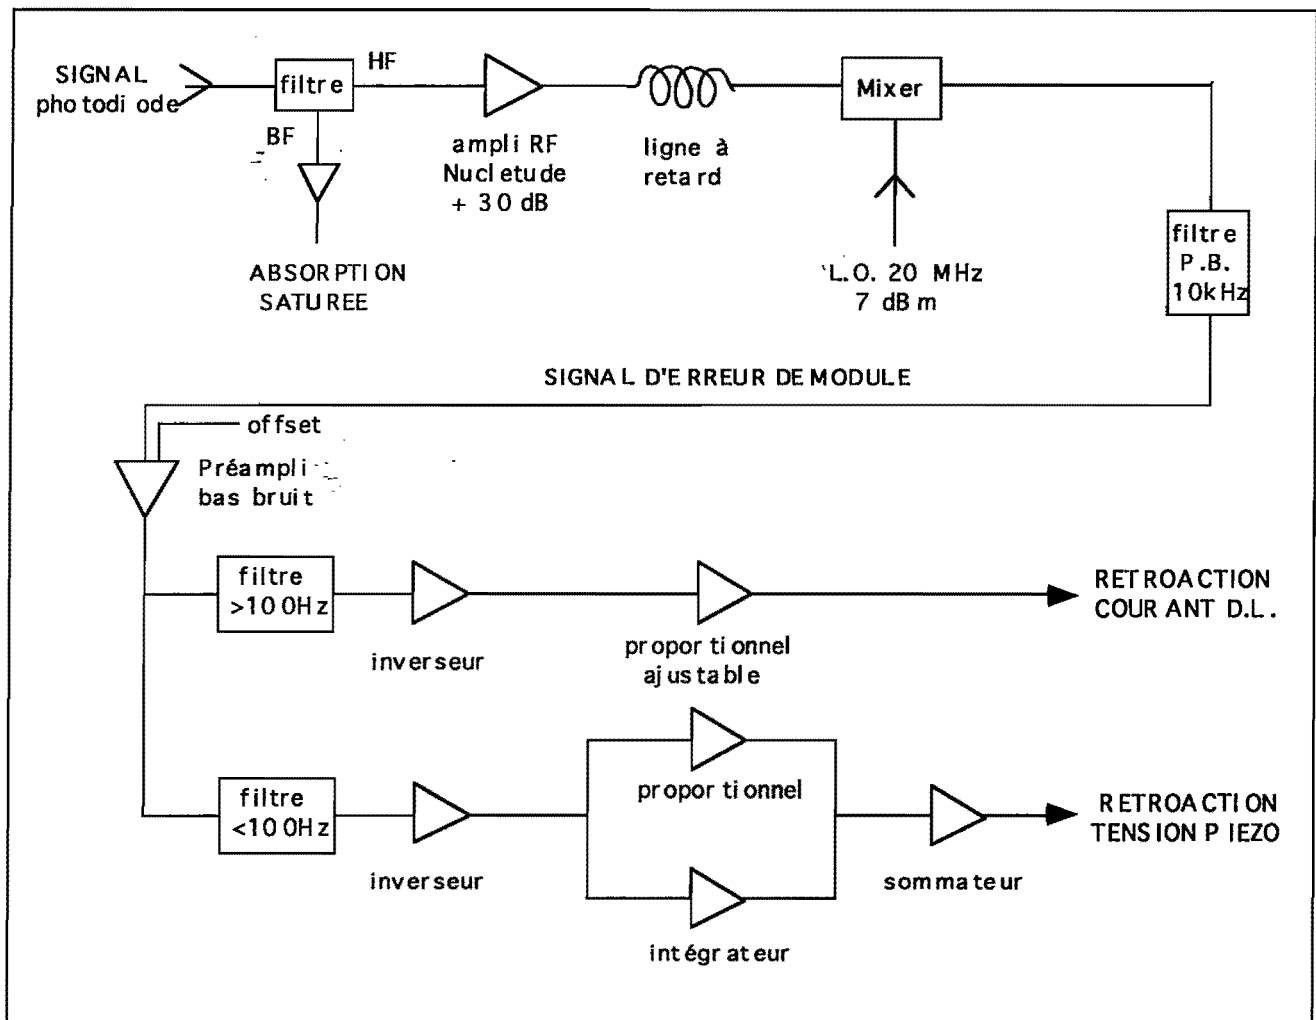 SIGNAL
photodiode
filtre
HF
BF
ABSORPTION
SATUREE
ampli RF
Nucletude
+ 30 dB
ligne à
retard
Mixer
L.O. 20 MHz
7 dBm
filtre
P.B.
10kHz
SIGNAL D'ERREUR DE MODULE
offset
Préampli
bas bruit
filtre
>100Hz
inverseur
proportionnel
ajustable
RETROACTION
COURANT D.L.
filtre
<100Hz
inverseur
proportionnel
intégrateur
sommateur
RETROACTION
TENSION PIEZO